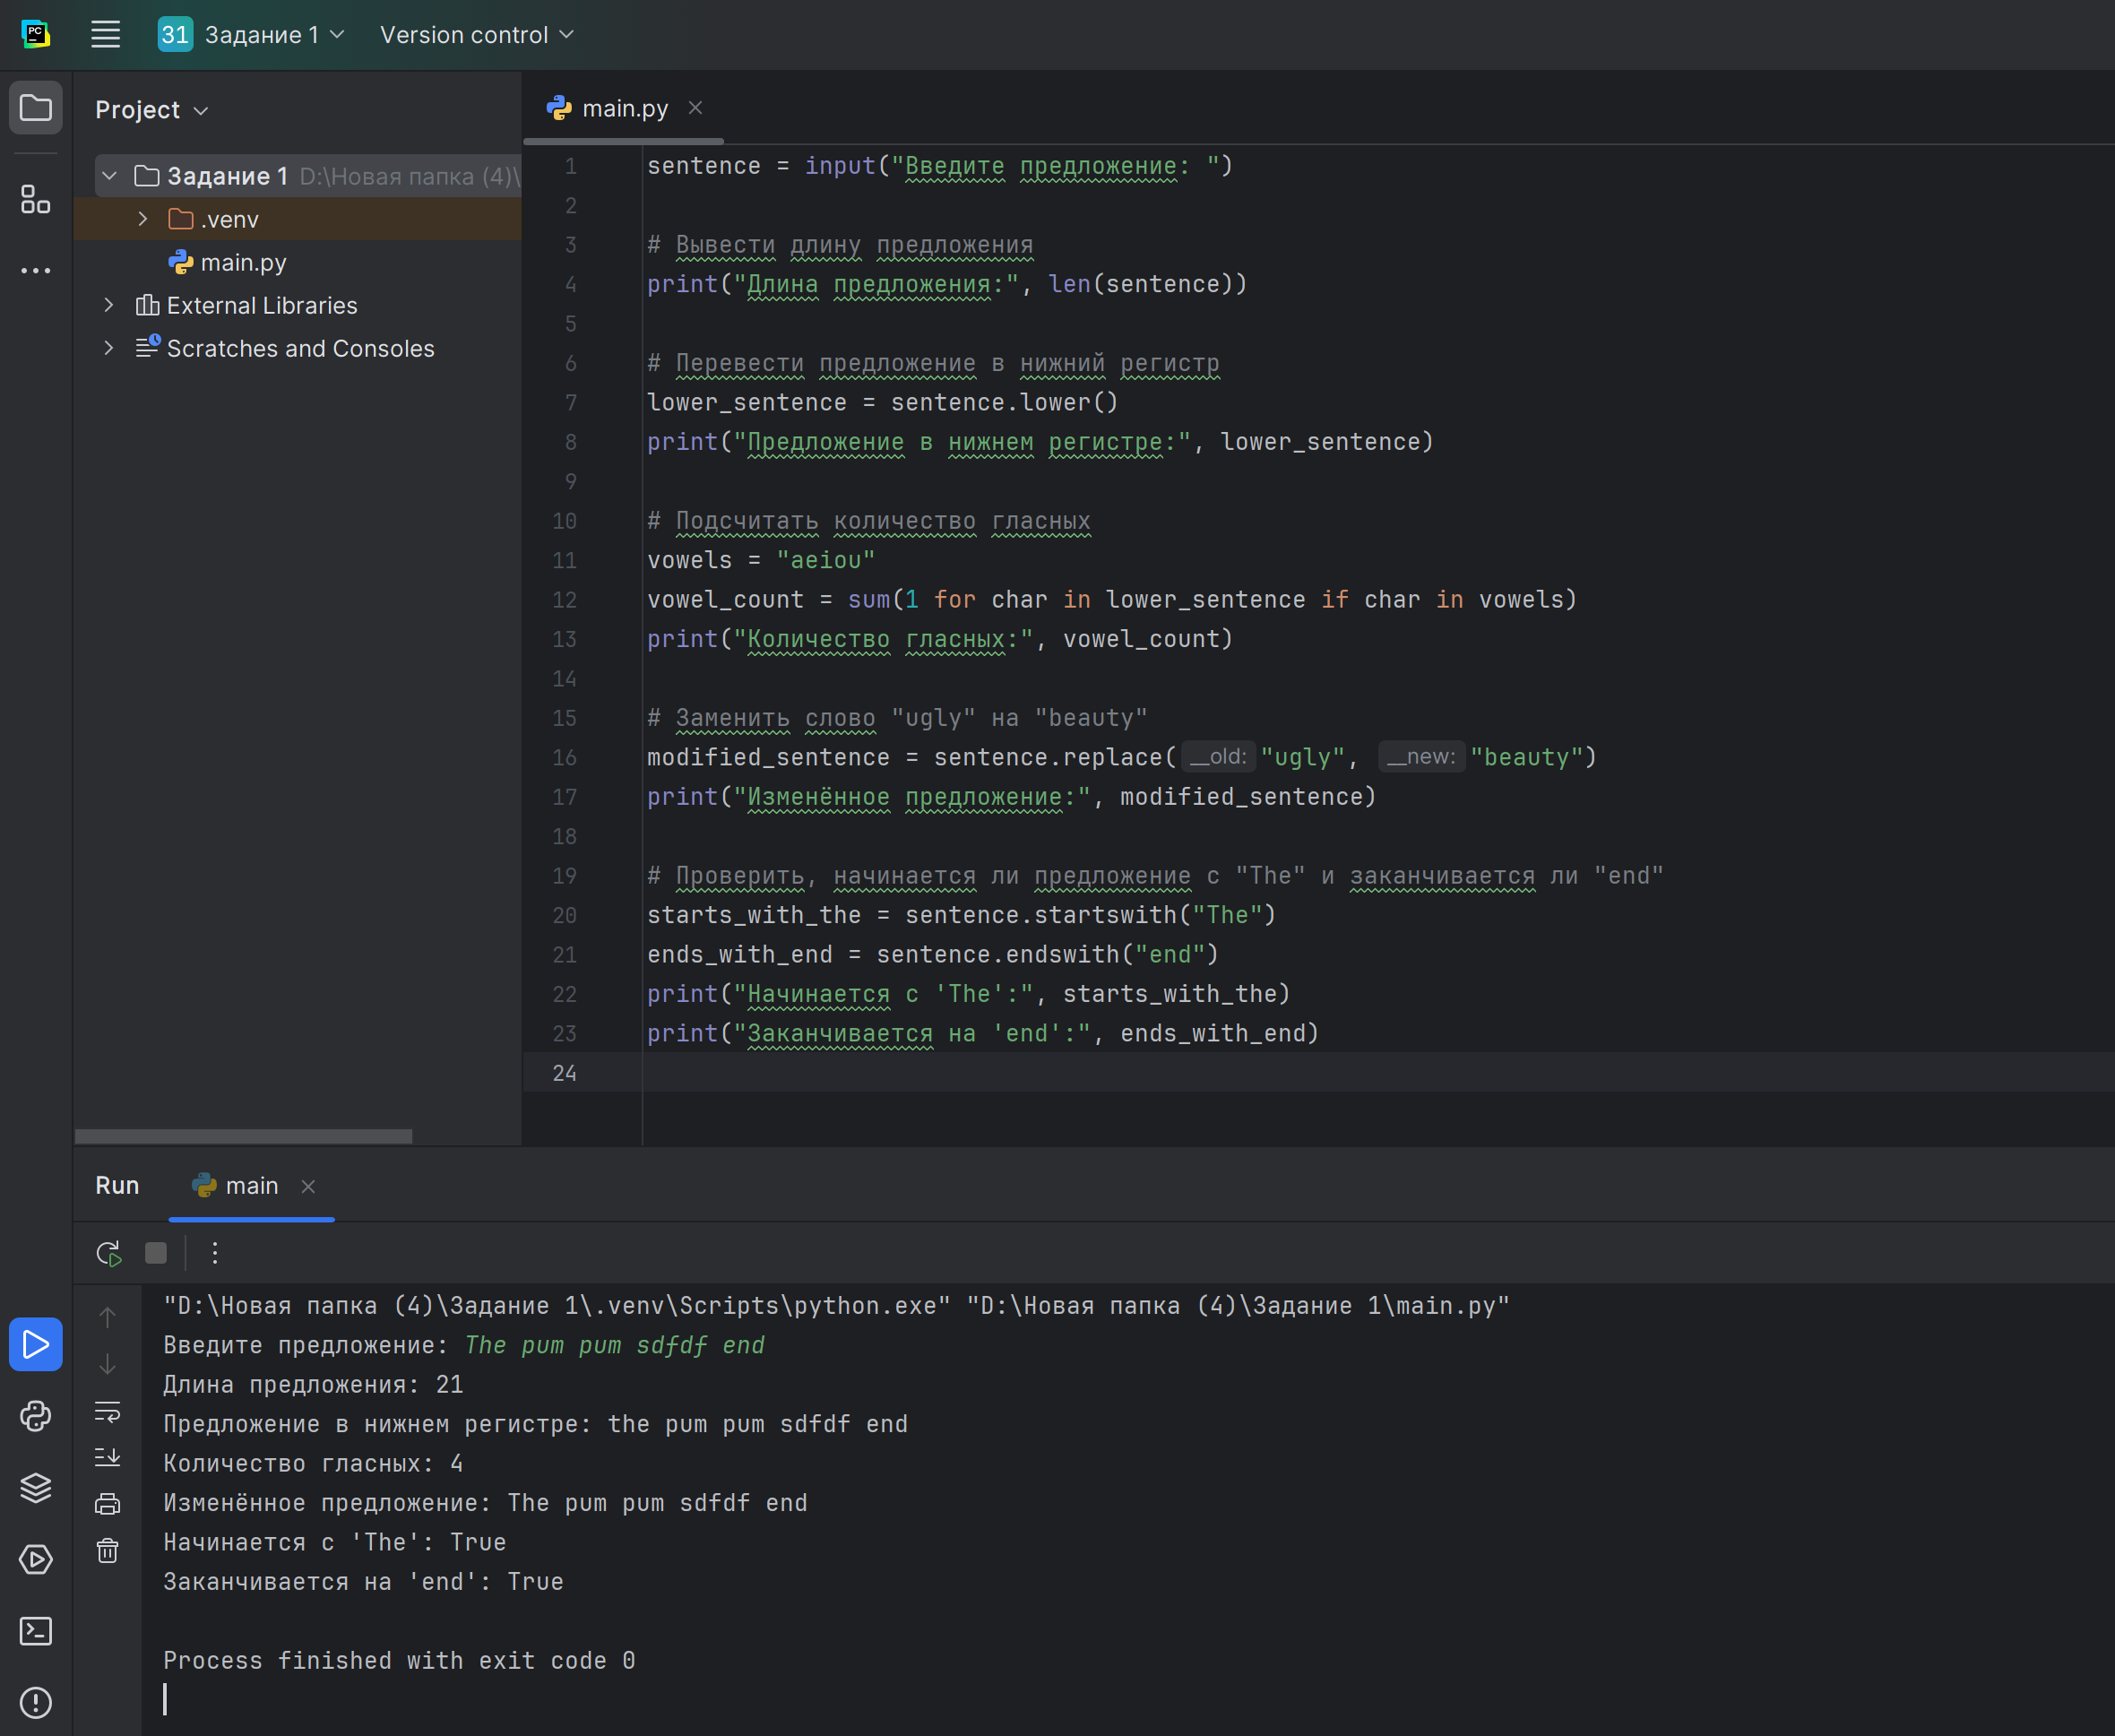 PC
31 Задание 1 Version control
Project
Задание 1 D:\Новая папка (4)\
.venv
main.py
External Libraries
Scratches and Consoles
main.py
1 sentence = input("Введите предложение: ")
2
3 # Вывести длину предложения
4 print("Длина предложения:", len(sentence))
5
6 # Перевести предложение в нижний регистр
7 lower_sentence = sentence.lower()
8 print("Предложение в нижнем регистре:", lower_sentence)
9
10 # Подсчитать количество гласных
11 vowels = "aeiou"
12 vowel_count = sum(1 for char in lower_sentence if char in vowels)
13 print("Количество гласных:", vowel_count)
14
15 # Заменить слово "ugly" на "beauty"
16 modified_sentence = sentence.replace( __old: "ugly", __new: "beauty")
17 print("Изменённое предложение:", modified_sentence)
18
19 # Проверить, начинается ли предложение с "The" и заканчивается ли "end"
20 starts_with_the = sentence.startswith("The")
21 ends_with_end = sentence.endswith("end")
22 print("Начинается с 'The':", starts_with_the)
23 print("Заканчивается на 'end':", ends_with_end)
24
Run main
"D:\Новая папка (4)\Задание 1\.venv\Scripts\python.exe" "D:\Новая папка (4)\Задание 1\main.py"
Введите предложение: The pum pum sdfdf end
Длина предложения: 21
Предложение в нижнем регистре: the pum pum sdfdf end
Количество гласных: 4
Изменённое предложение: The pum pum sdfdf end
Начинается с 'The': True
Заканчивается на 'end': True
Process finished with exit code 0